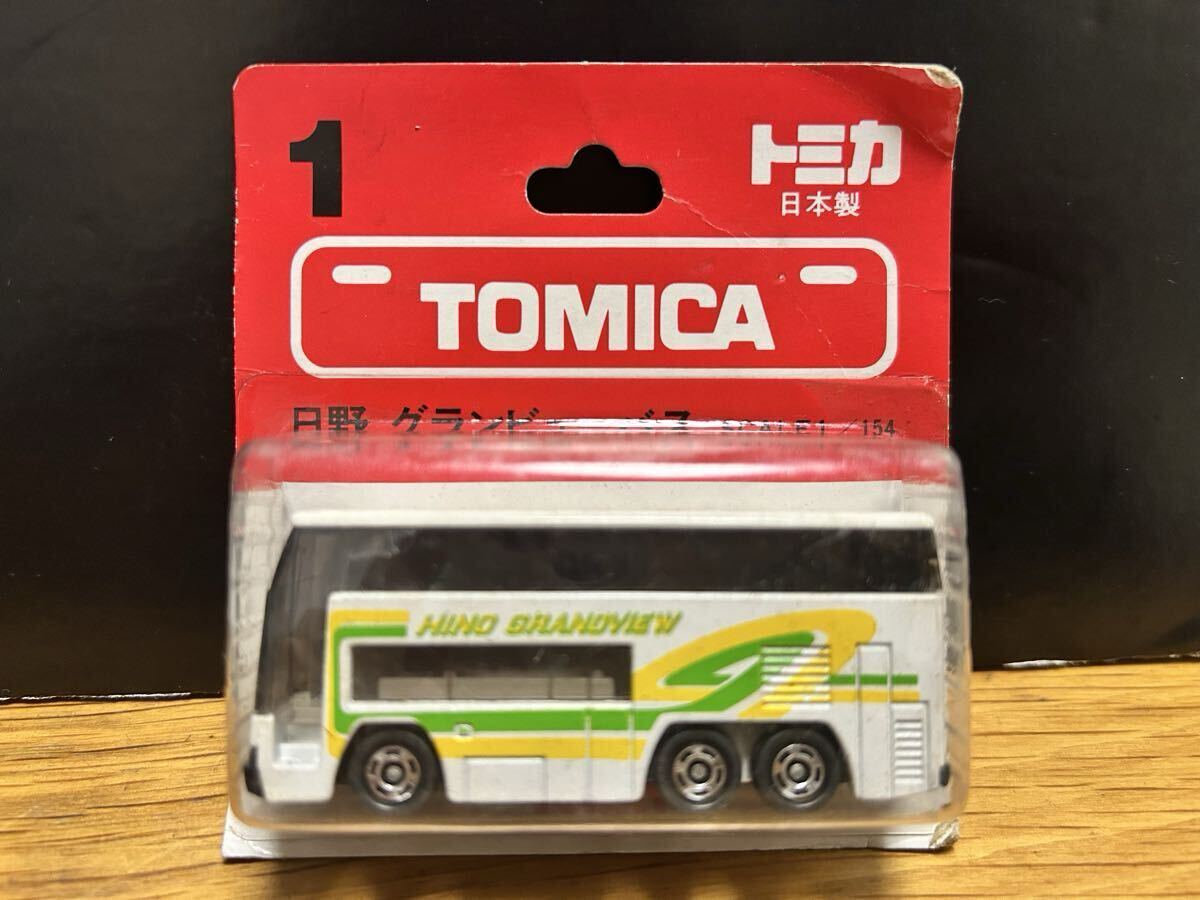 1
トミカ
日本製
TOMICA
日野 グランドビューバス SCALE 1/154
HINO GRANDVIEW